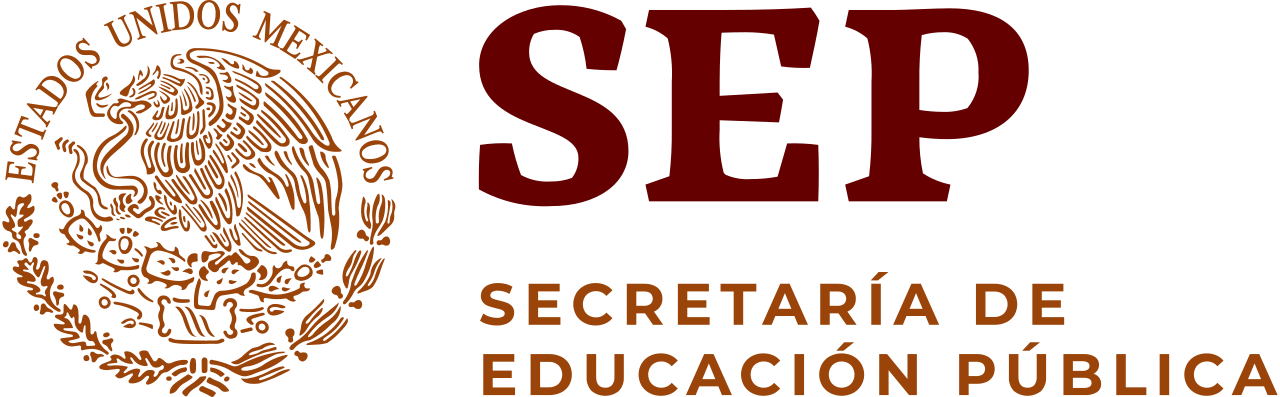 ESTADOS UNIDOS MEXICANOS
SEP
SECRETARÍA DE
EDUCACIÓN PÚBLICA